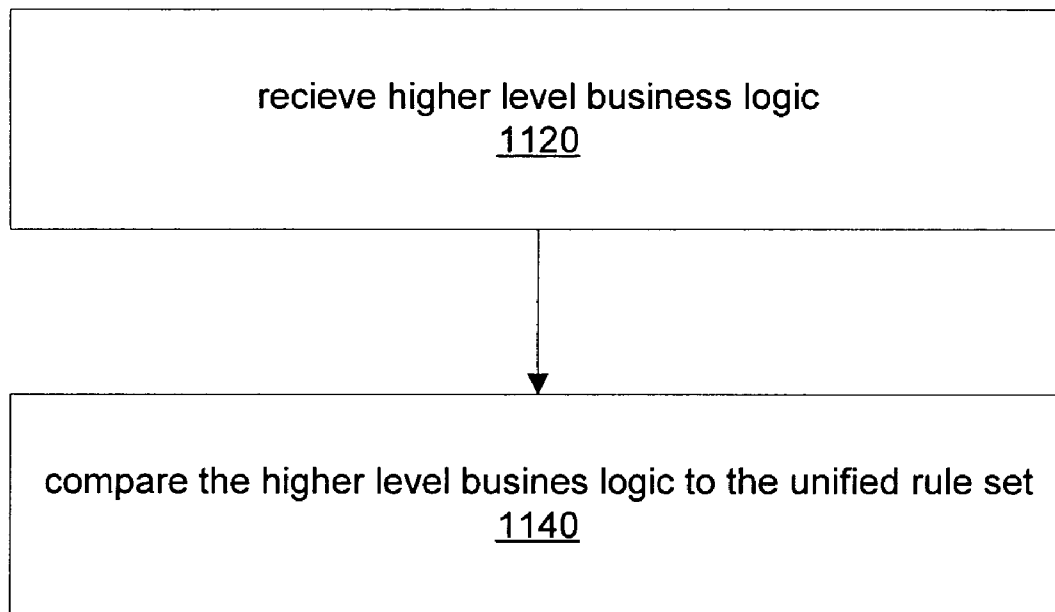 recieve higher level business logic
1120
compare the higher level busines logic to the unified rule set
1140